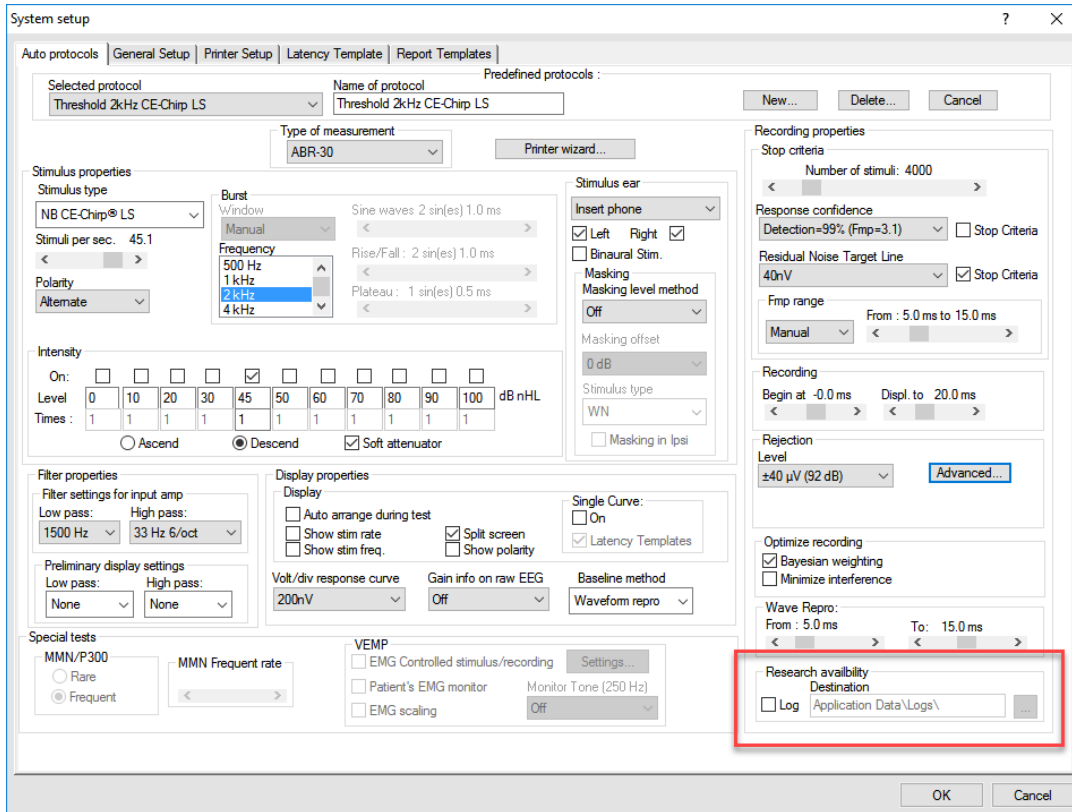 System setup
? ×
Auto protocols General Setup Printer Setup Latency Template Report Templates
Predefined protocols :
Selected protocol
Threshold 2kHz CE-Chirp LS
Name of protocol
Threshold 2kHz CE-Chirp LS
New... Delete... Cancel
Type of measurement
ABR-30
Printer wizard...
Stimulus properties
Stimulus type
NB CE-Chirp® LS
Stimuli per sec. 45.1
Polarity
Alternate
Burst
Window
Manual
Frequency
500 Hz
1 kHz
2 kHz
4 kHz
Sine waves 2 sin(es) 1.0 ms
Rise/Fall : 2 sin(es) 1.0 ms
Plateau : 1 sin(es) 0.5 ms
Intensity
On:
Level 0 10 20 30 45 50 60 70 80 90 100 dB nHL
Times : 1 1 1 1 1 1 1 1 1 1 1
Ascend Descend Soft attenuator
Stimulus ear
Insert phone
Left Right
Binaural Stim.
Masking
Masking level method
Off
Masking offset
0 dB
Stimulus type
WN
Masking in Ipsi
Recording properties
Stop criteria
Number of stimuli: 4000
Response confidence
Detection=99% (Fmp=3.1) Stop Criteria
Residual Noise Target Line
40nV Stop Criteria
Fmp range
Manual
From : 5.0 ms to 15.0 ms
Recording
Begin at -0.0 ms Displ. to 20.0 ms
Rejection
Level
±40 µV (92 dB) Advanced...
Optimize recording
Bayesian weighting
Minimize interference
Wave Repro:
From : 5.0 ms To: 15.0 ms
Research availbility
Destination
Log Application Data\Logs\ ...
Filter properties
Filter settings for input amp
Low pass: High pass:
1500 Hz 33 Hz 6/oct
Preliminary display settings
Low pass: High pass:
None None
Display properties
Display
Auto arrange during test
Show stim rate Split screen
Show stim freq. Show polarity
Single Curve:
On
Latency Templates
Volt/div response curve
200nV
Gain info on raw EEG
Off
Baseline method
Waveform repro
Special tests
MMN/P300
Rare
Frequent
MMN Frequent rate
VEMP
EMG Controlled stimulus/recording Settings...
Patient's EMG monitor Monitor Tone (250 Hz)
EMG scaling Off
OK Cancel